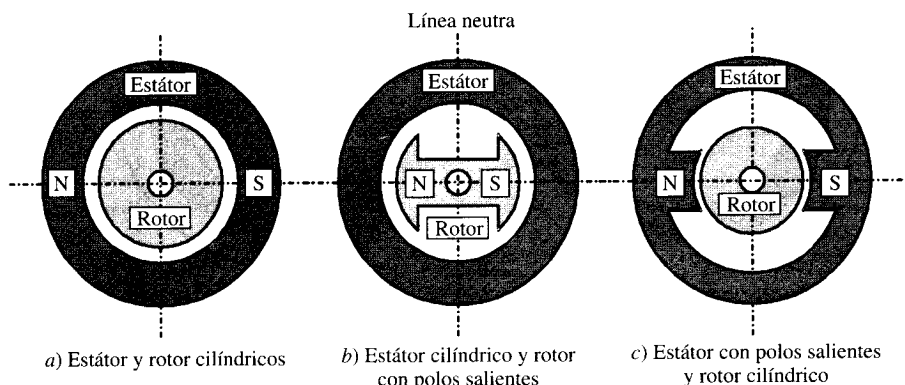 Línea neutra
Estátor
Estátor
Estátor
N
S
N
S
N
S
Rotor
Rotor
Rotor
a) Estátor y rotor cilíndricos
b) Estátor cilíndrico y rotor
con polos salientes
c) Estátor con polos salientes
y rotor cilíndrico